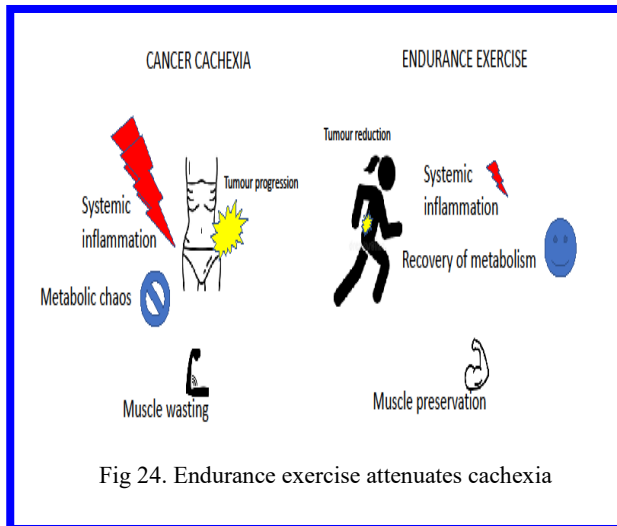 CANCER CACHEXIA
Systemic
inflammation
Tumour progression
Metabolic chaos
Muscle wasting
ENDURANCE EXERCISE
Tumour reduction
Systemic
inflammation
Recovery of metabolism
Muscle preservation
Fig 24. Endurance exercise attenuates cachexia